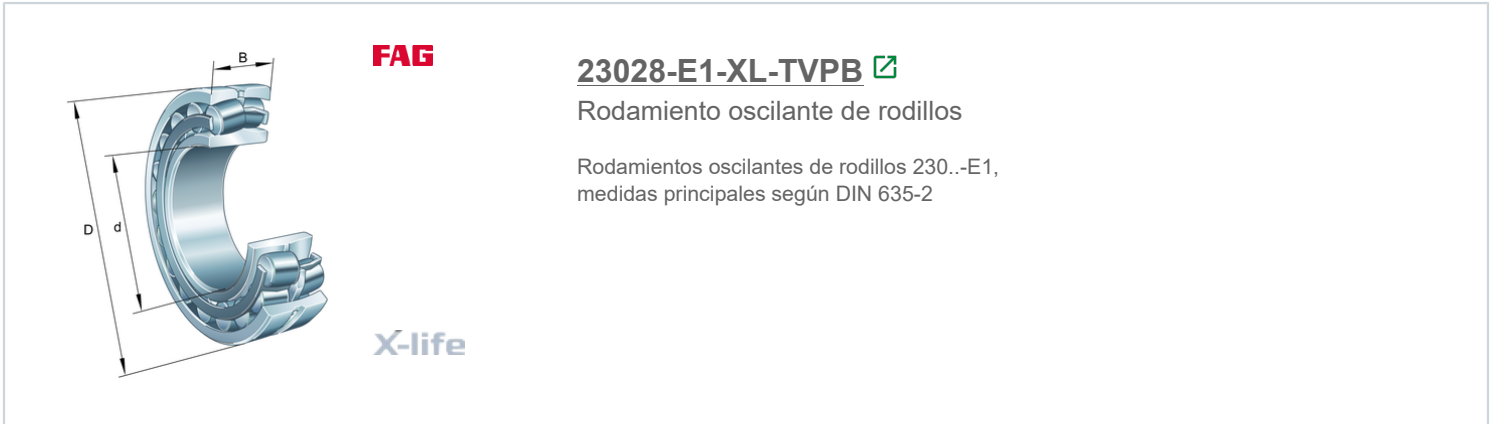 FAG
B
D
d
X-life
23028-E1-XL-TVPB
Rodamiento oscilante de rodillos
Rodamientos oscilantes de rodillos 230..-E1,
medidas principales según DIN 635-2